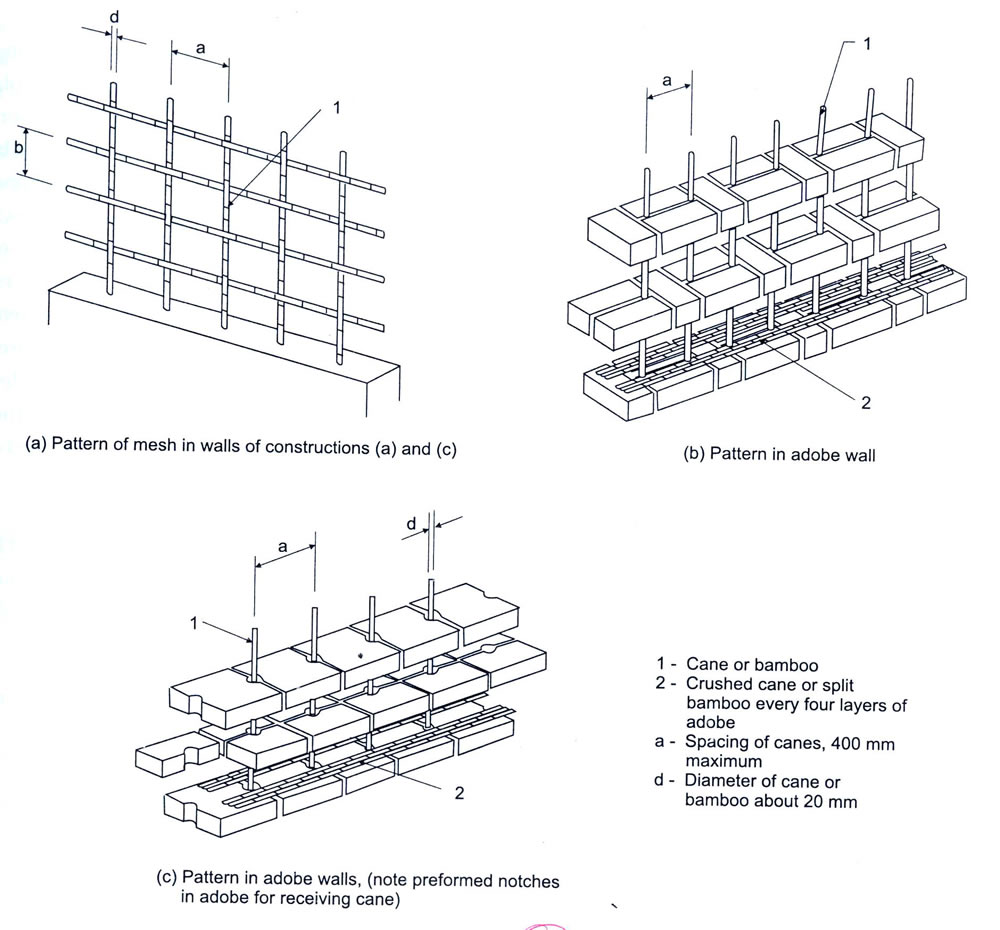 d
a
1
b
(a) Pattern of mesh in walls of constructions (a) and (c)
1
a
2
(b) Pattern in adobe wall
d
a
1
2
(c) Pattern in adobe walls, (note preformed notches
in adobe for receiving cane)
1 - Cane or bamboo
2 - Crushed cane or split
bamboo every four layers of
adobe
a - Spacing of canes, 400 mm
maximum
d - Diameter of cane or
bamboo about 20 mm